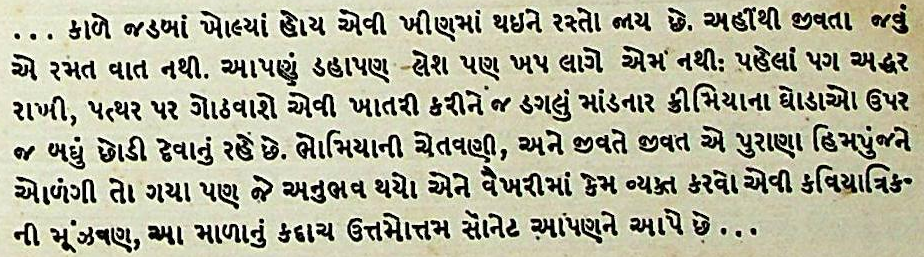 ... કાળે જડબાં ખોલ્યાં હોય એવી ખીણમાં થઇને રસ્તો જાય છે. અહીંથી જીવતા જવું
એ રમત વાત નથી. આપણું ડહાપણ લેશ પણ ખપ લાગે એમ નથી: પહેલાં પગ અદ્ધર
રાખી, પત્થર પર ગોઠવાશે એવી ખાતરી કરીને જ ડગલું માંડનાર ક્રીમિયાના ઘોડાઓ ઉપર
જ બધું છોડી દેવાનું રહે છે. ભોમિયાની ચેતવણી, અને જીવતે જીવત એ પુરાણા હિમપુંજને
ઓળંગી તો ગયા પણ જે અનુભવ થયો એને વૈખરીમાં કેમ વ્યક્ત કરવો એવી કવિયાત્રિક-
ની મૂંઝવણ, આ માળાનું કદાચ ઉત્તમોત્તમ સૉનેટ આપણને આપે છે ...